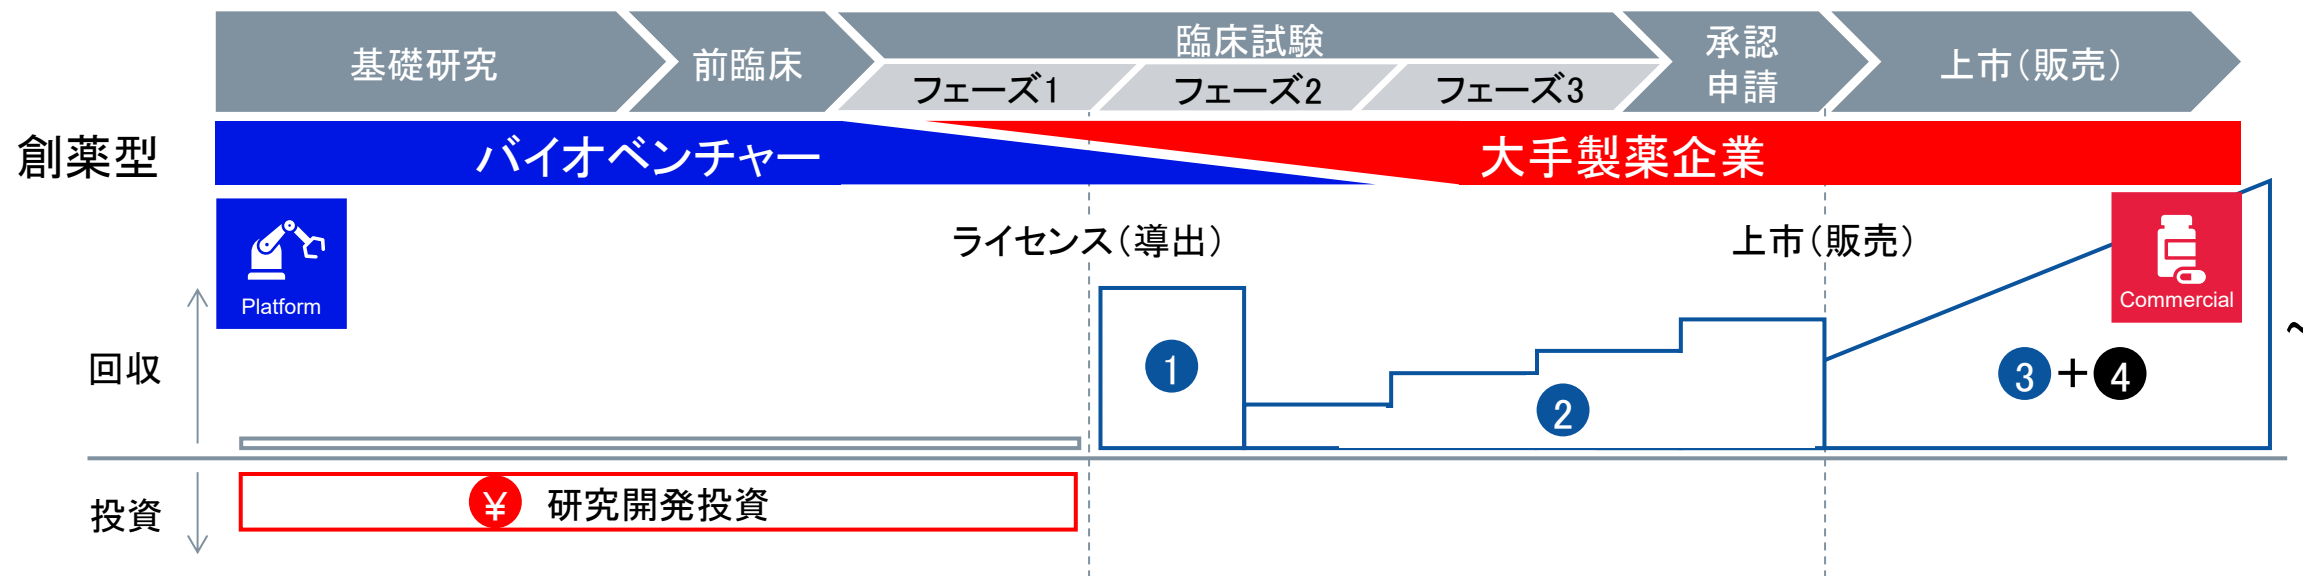 基礎研究
前臨床
臨床試験
フェーズ1
フェーズ2
フェーズ3
承認
申請
上市(販売)
創薬型
バイオベンチャー
大手製薬企業
Platform
ライセンス(導出)
上市(販売)
Commercial
回収
1
2
3+4
~
投資
¥ 研究開発投資